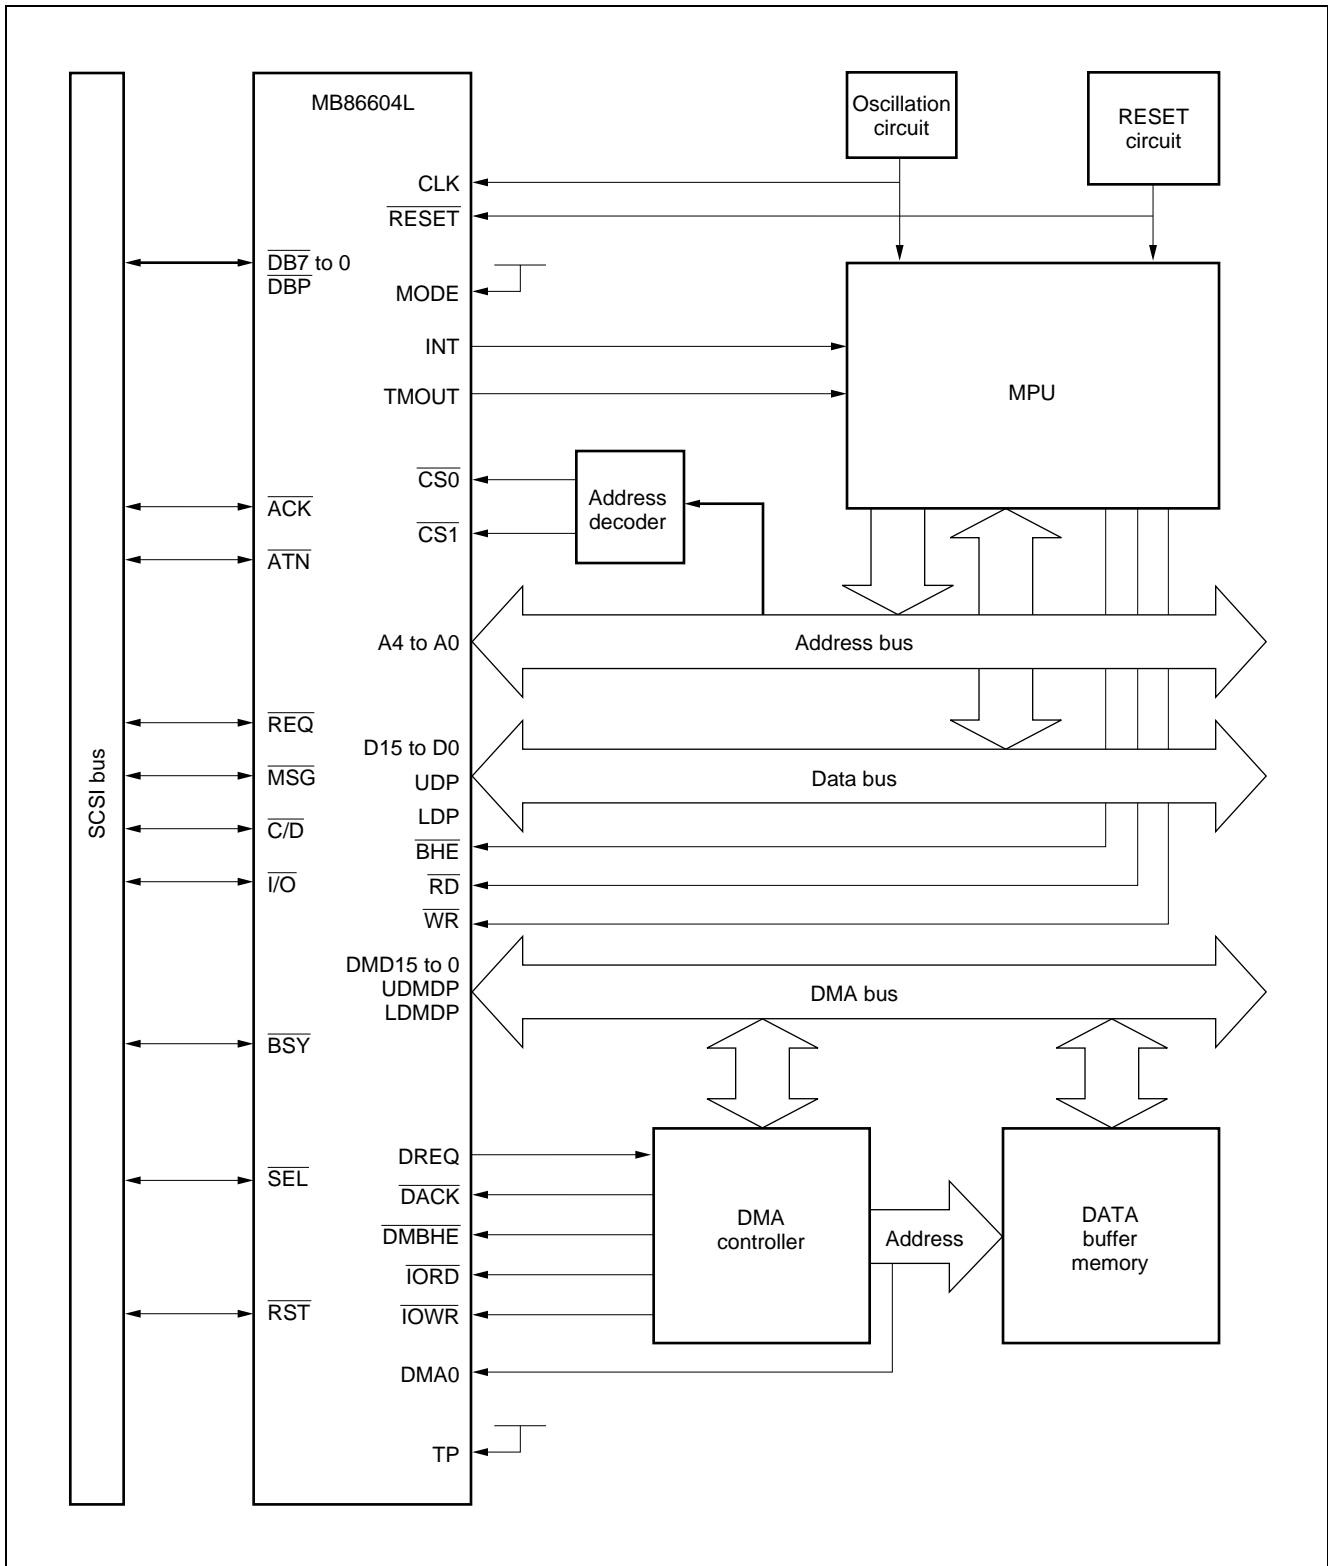 MB86604L
Oscillation
circuit
RESET
circuit
CLK
RESET
DB7 to 0
DBP
MODE
INT
MPU
TMOUT
CS0
Address
decoder
CS1
ACK
ATN
A4 to A0
Address bus
REQ
D15 to D0
MSG
UDP
Data bus
SCSI bus
LDP
C/D
BHE
I/O
RD
WR
DMD15 to 0
UDMDP
LDMDP
DMA bus
BSY
DREQ
SEL
DACK
DMBHE
DMA
controller
Address
DATA
buffer
memory
IORD
RST
IOWR
DMA0
TP